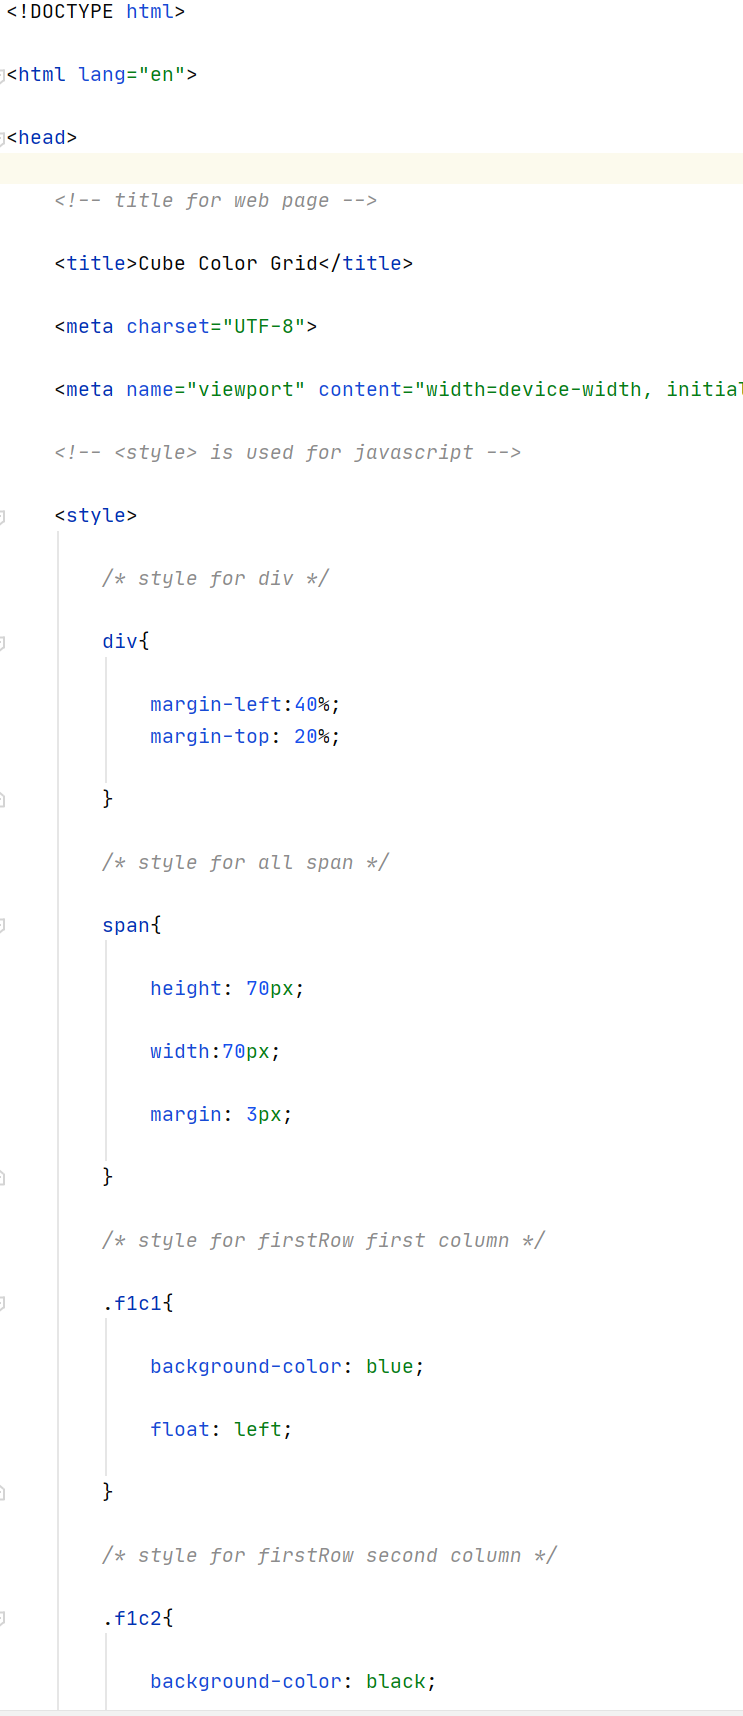 <!DOCTYPE html>
<html lang="en">
<head>
<!-- title for web page -->
<title>Cube Color Grid</title>
<meta charset="UTF-8">
<meta name="viewport" content="width=device-width, initial
<!-- <style> is used for javascript -->
<style>
/* style for div */
div{
margin-left:40%;
margin-top: 20%;
}
/* style for all span */
span{
height: 70px;
width:70px;
margin: 3px;
}
/* style for firstRow first column */
.f1c1{
background-color: blue;
float: left;
}
/* style for firstRow second column */
.f1c2{
background-color: black;